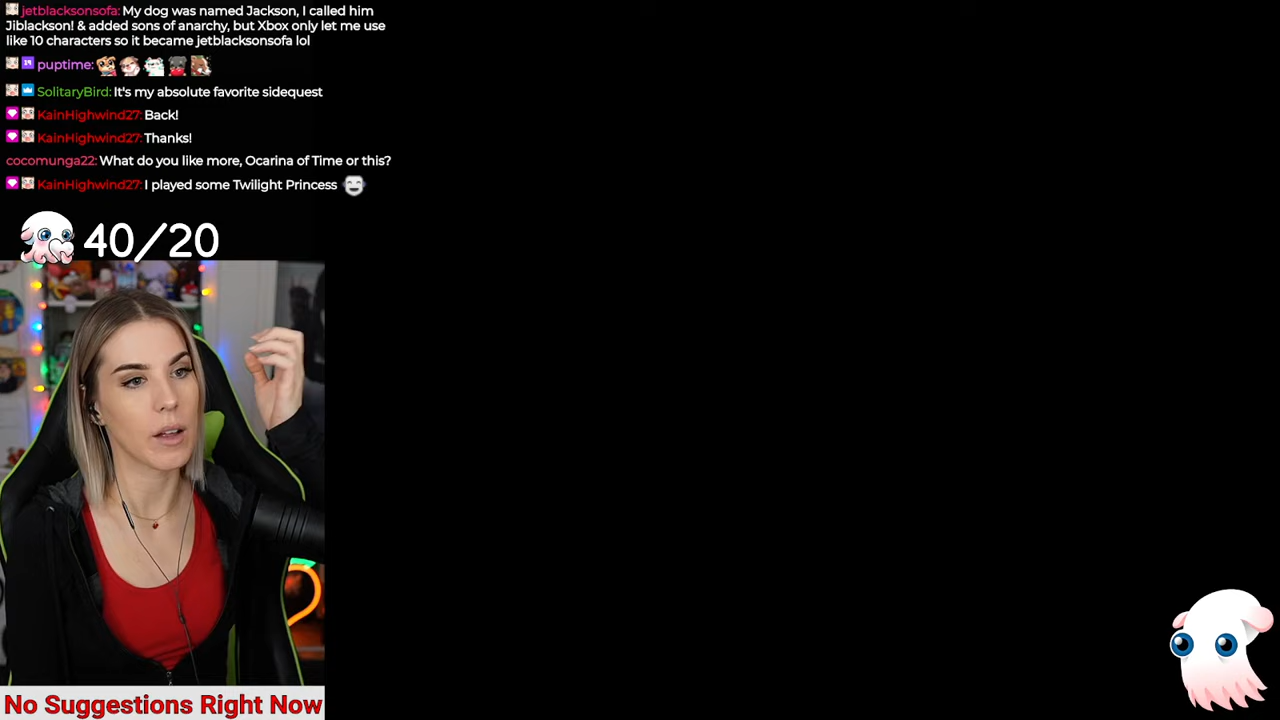 jetblacksonsofa: My dog was named Jackson, I called him
Jiblackson! & added sons of anarchy, but Xbox only let me use
like 10 characters so it became jetblacksonsofa lol
puptime:
SolitaryBird: It's my absolute favorite sidequest
KainHighwind27: Back!
KainHighwind27: Thanks!
cocomunga22: What do you like more, Ocarina of Time or this?
KainHighwind27: I played some Twilight Princess
40/20
No Suggestions Right Now